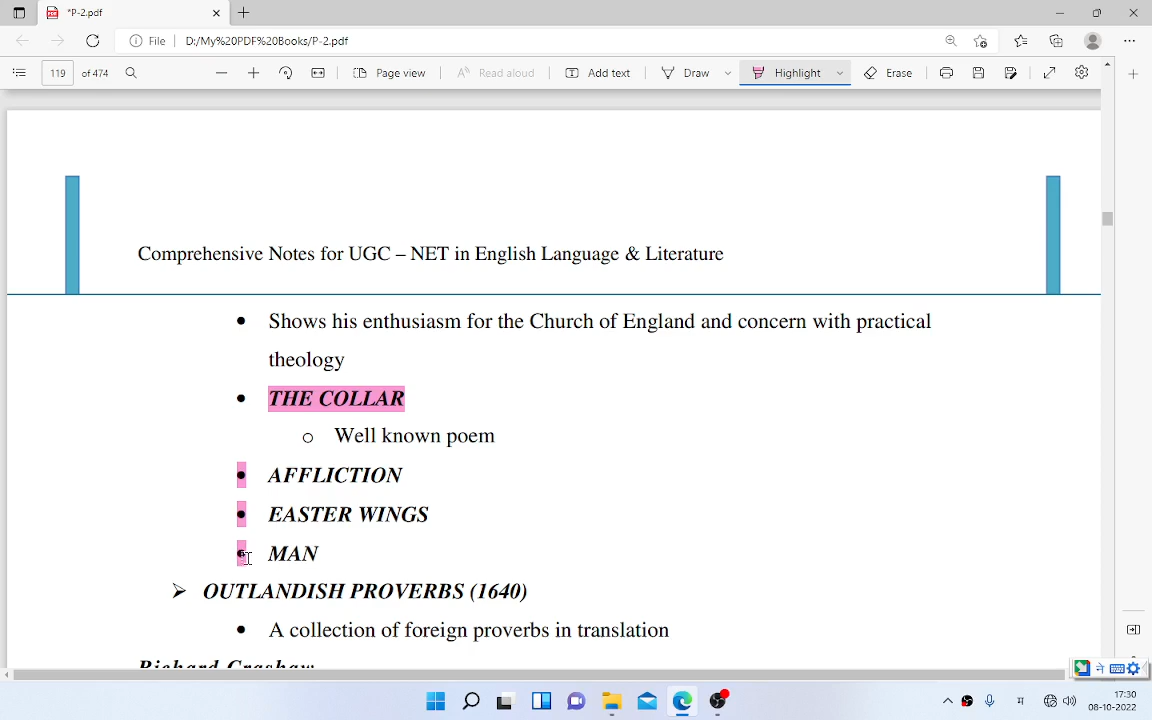 *P-2.pdf
File | D:/My%20PDF%20Books/P-2.pdf
119 of 474 Page view Read aloud Add text Draw Highlight Erase
Comprehensive Notes for UGC – NET in English Language & Literature
• Shows his enthusiasm for the Church of England and concern with practical
theology
• THE COLLAR
o Well known poem
• AFFLICTION
• EASTER WINGS
• MAN
➢ OUTLANDISH PROVERBS (1640)
• A collection of foreign proverbs in translation
Richard Crashaw
ने
म 17:30
08-10-2022